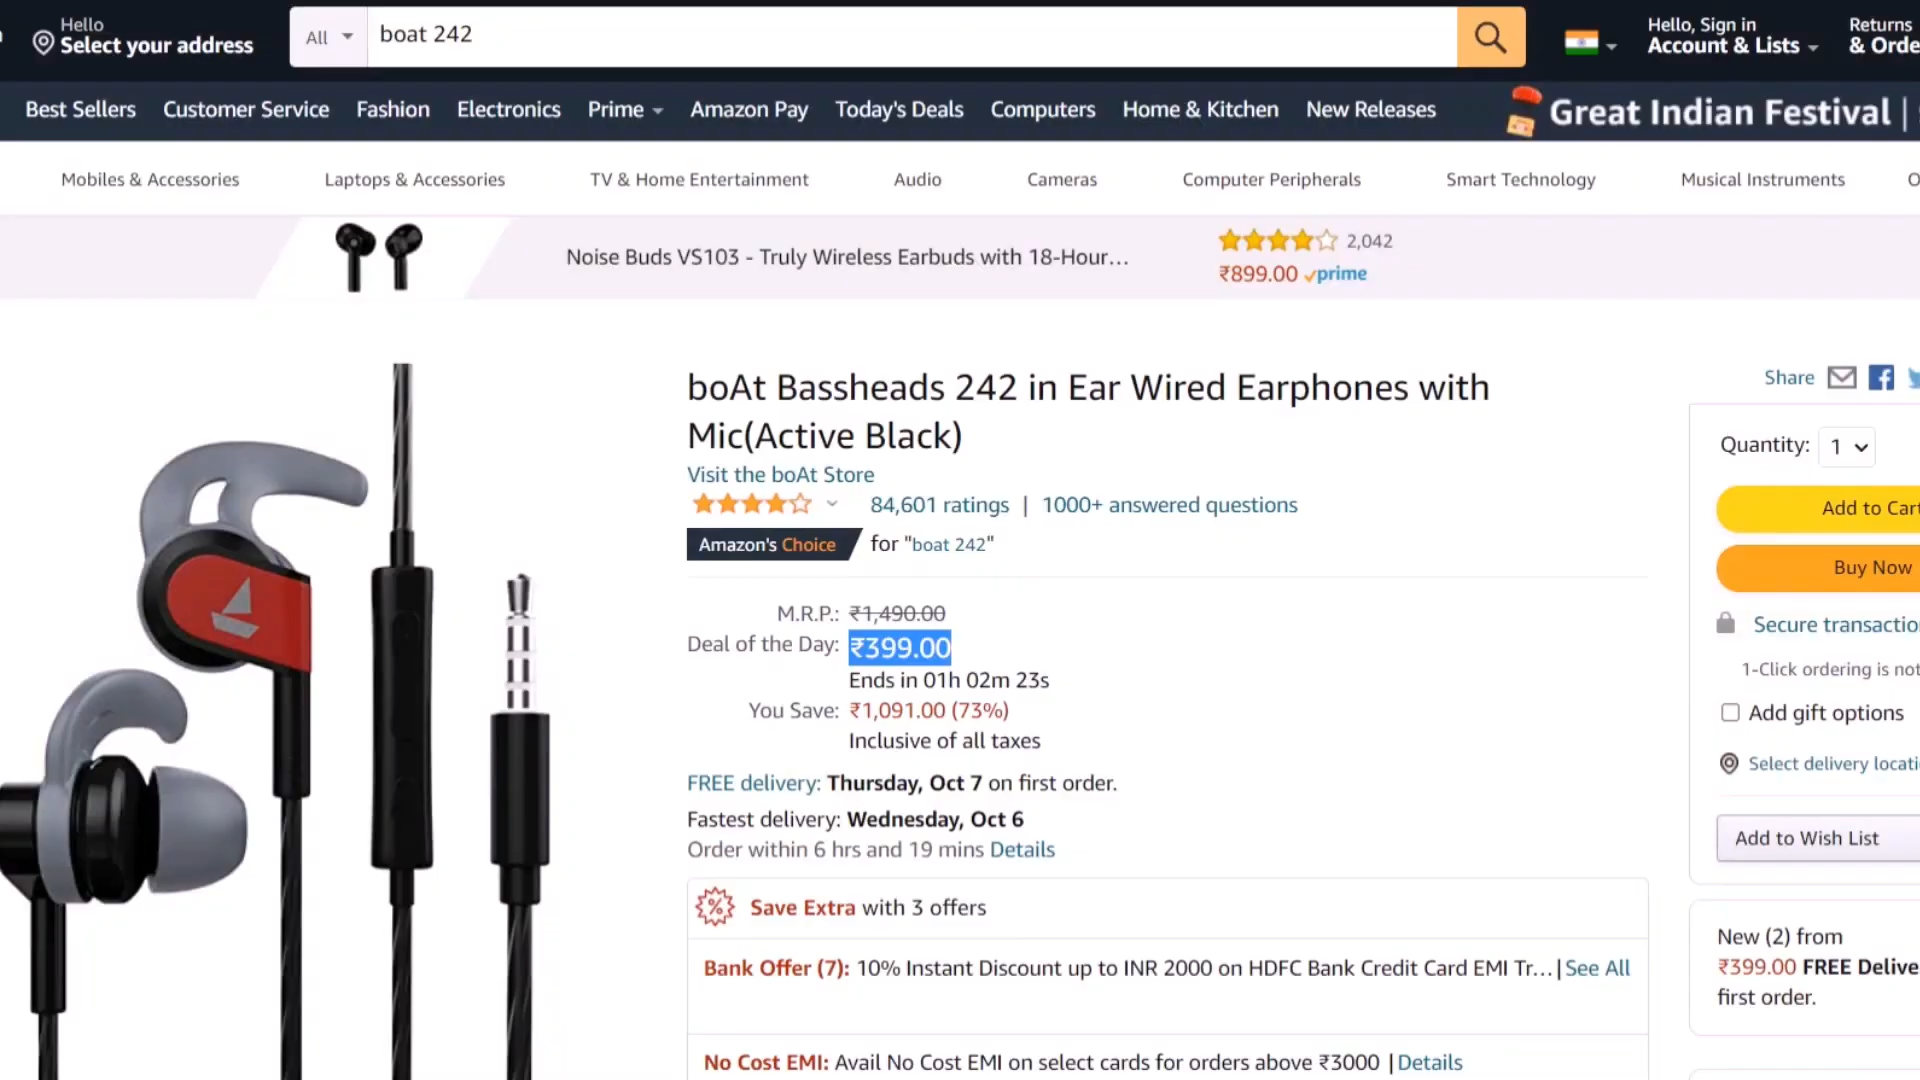 Hello
Select your address
All
boat 242
Hello, Sign in
Account & Lists
Returns
& Orde
Best Sellers
Customer Service
Fashion
Electronics
Prime
Amazon Pay
Today's Deals
Computers
Home & Kitchen
New Releases
Great Indian Festival |
Mobiles & Accessories
Laptops & Accessories
TV & Home Entertainment
Audio
Cameras
Computer Peripherals
Smart Technology
Musical Instruments
Noise Buds VS103 - Truly Wireless Earbuds with 18-Hour...
2,042
₹899.00 prime
boAt Bassheads 242 in Ear Wired Earphones with
Mic(Active Black)
Visit the boAt Store
84,601 ratings | 1000+ answered questions
Amazon's Choice for "boat 242"
M.R.P.: ₹1,490.00
Deal of the Day: ₹399.00
Ends in 01h 02m 23s
You Save: ₹1,091.00 (73%)
Inclusive of all taxes
FREE delivery: Thursday, Oct 7 on first order.
Fastest delivery: Wednesday, Oct 6
Order within 6 hrs and 19 mins Details
Save Extra with 3 offers
Bank Offer (7): 10% Instant Discount up to INR 2000 on HDFC Bank Credit Card EMI Tr... | See All
No Cost EMI: Avail No Cost EMI on select cards for orders above ₹3000 | Details
Share
Quantity: 1
Add to Cart
Buy Now
Secure transactio
1-Click ordering is not
Add gift options
Select delivery locati
Add to Wish List
New (2) from
₹399.00 FREE Delive
first order.